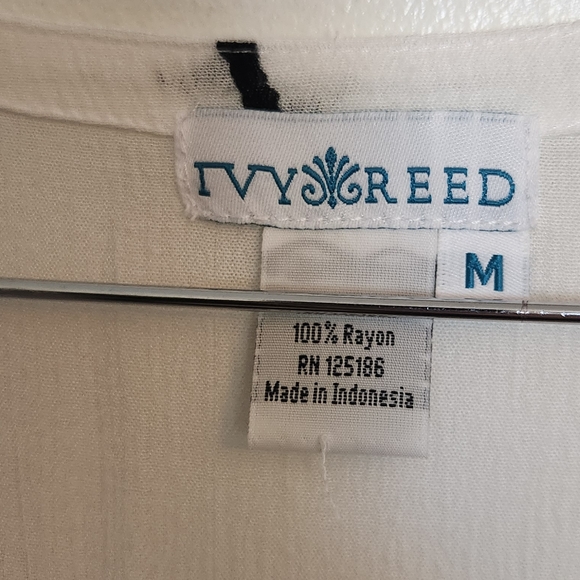 IVY REED
M
100% Rayon
RN 125186
Made in Indonesia